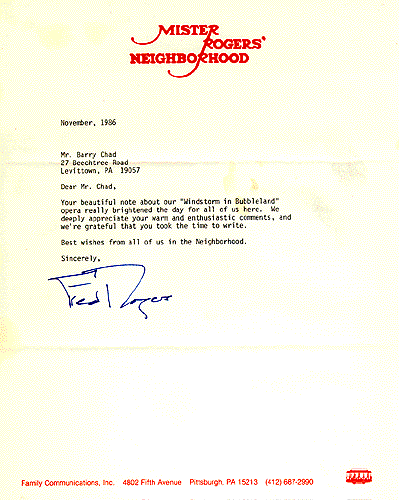 MISTER
ROGERS'
NEIGHBORHOOD
November, 1986
Mr. Barry Chad
27 Beechtree Road
Levittown, PA 19057
Dear Mr. Chad,
Your beautiful note about our "Windstorm in Bubbleland"
opera really brightened the day for all of us here. We
deeply appreciate your warm and enthusiastic comments, and
we're grateful that you took the time to write.
Best wishes from all of us in the Neighborhood.
Sincerely,
Fred Rogers
Family Communications, Inc. 4802 Fifth Avenue Pittsburgh, PA 15213 (412) 687-2990